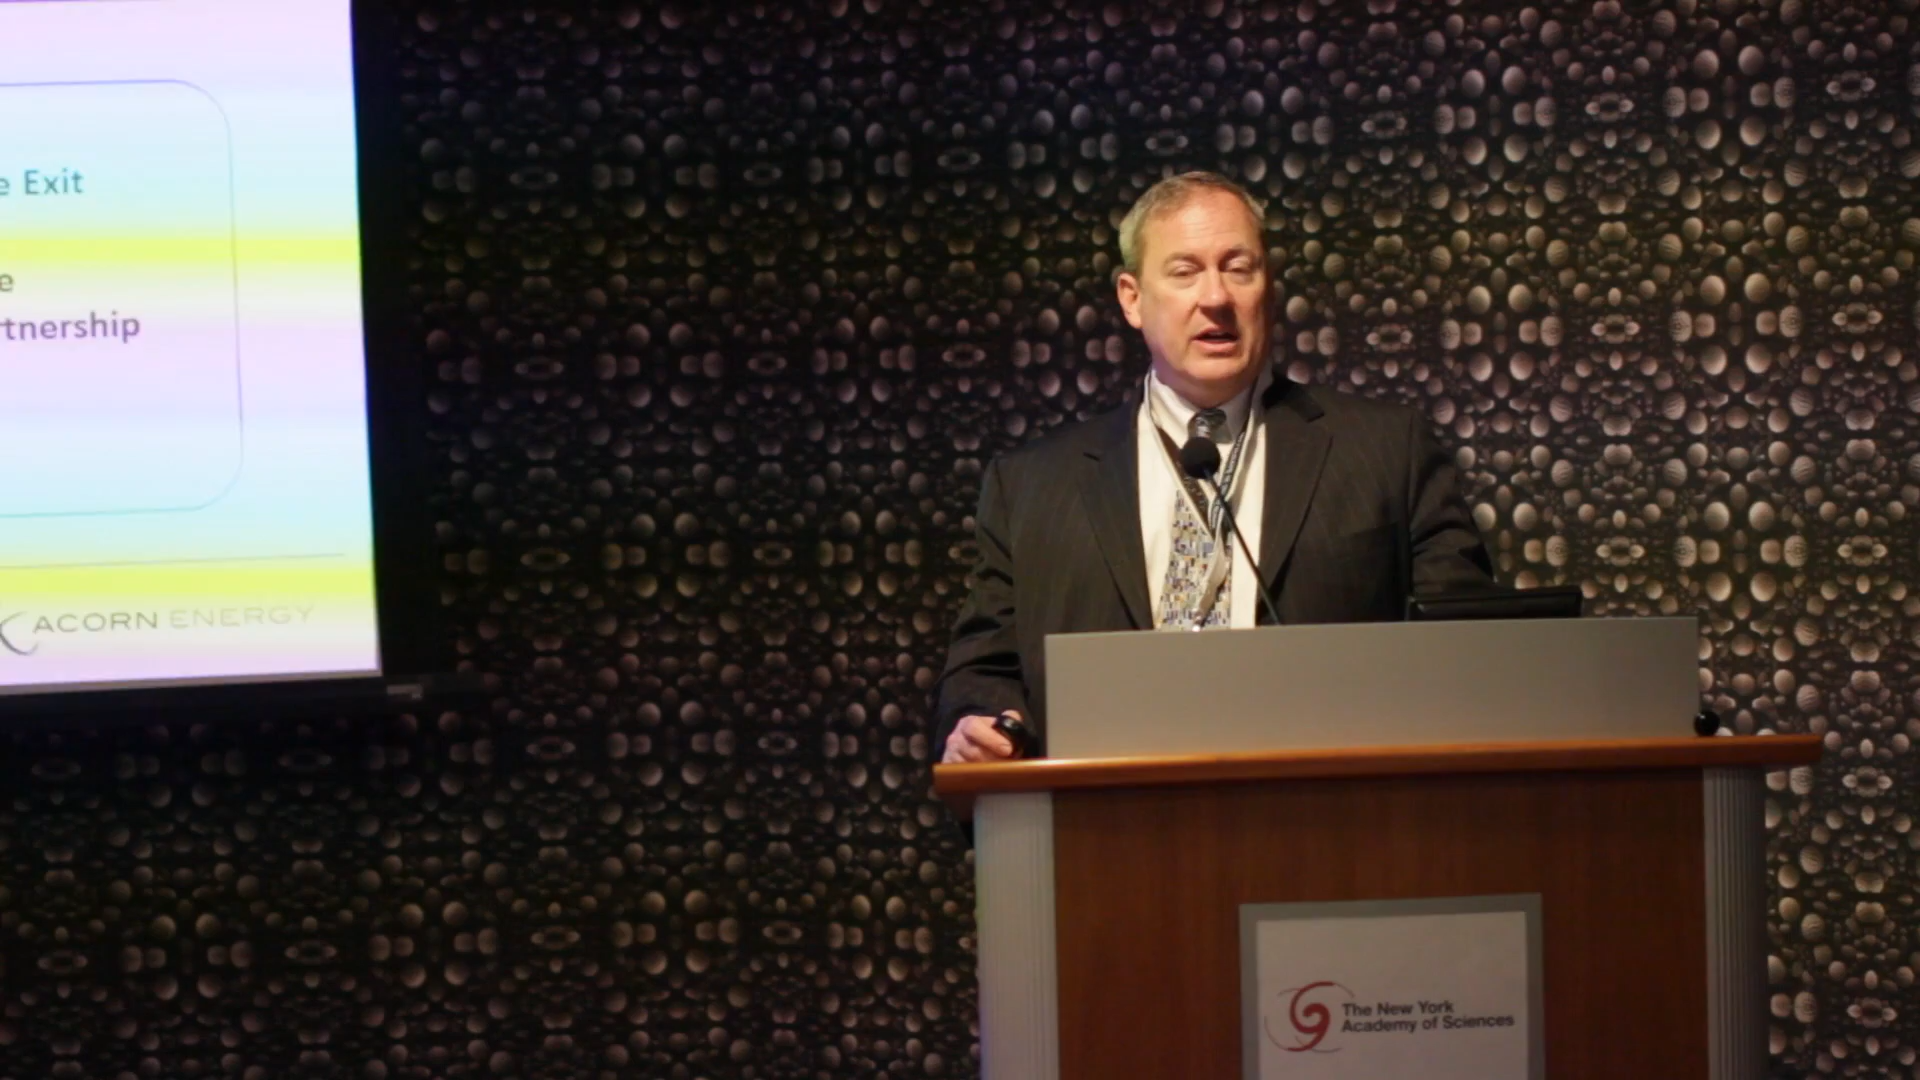 e Exit
e
rtnership
ACORN ENERGY
The New York
Academy of Sciences